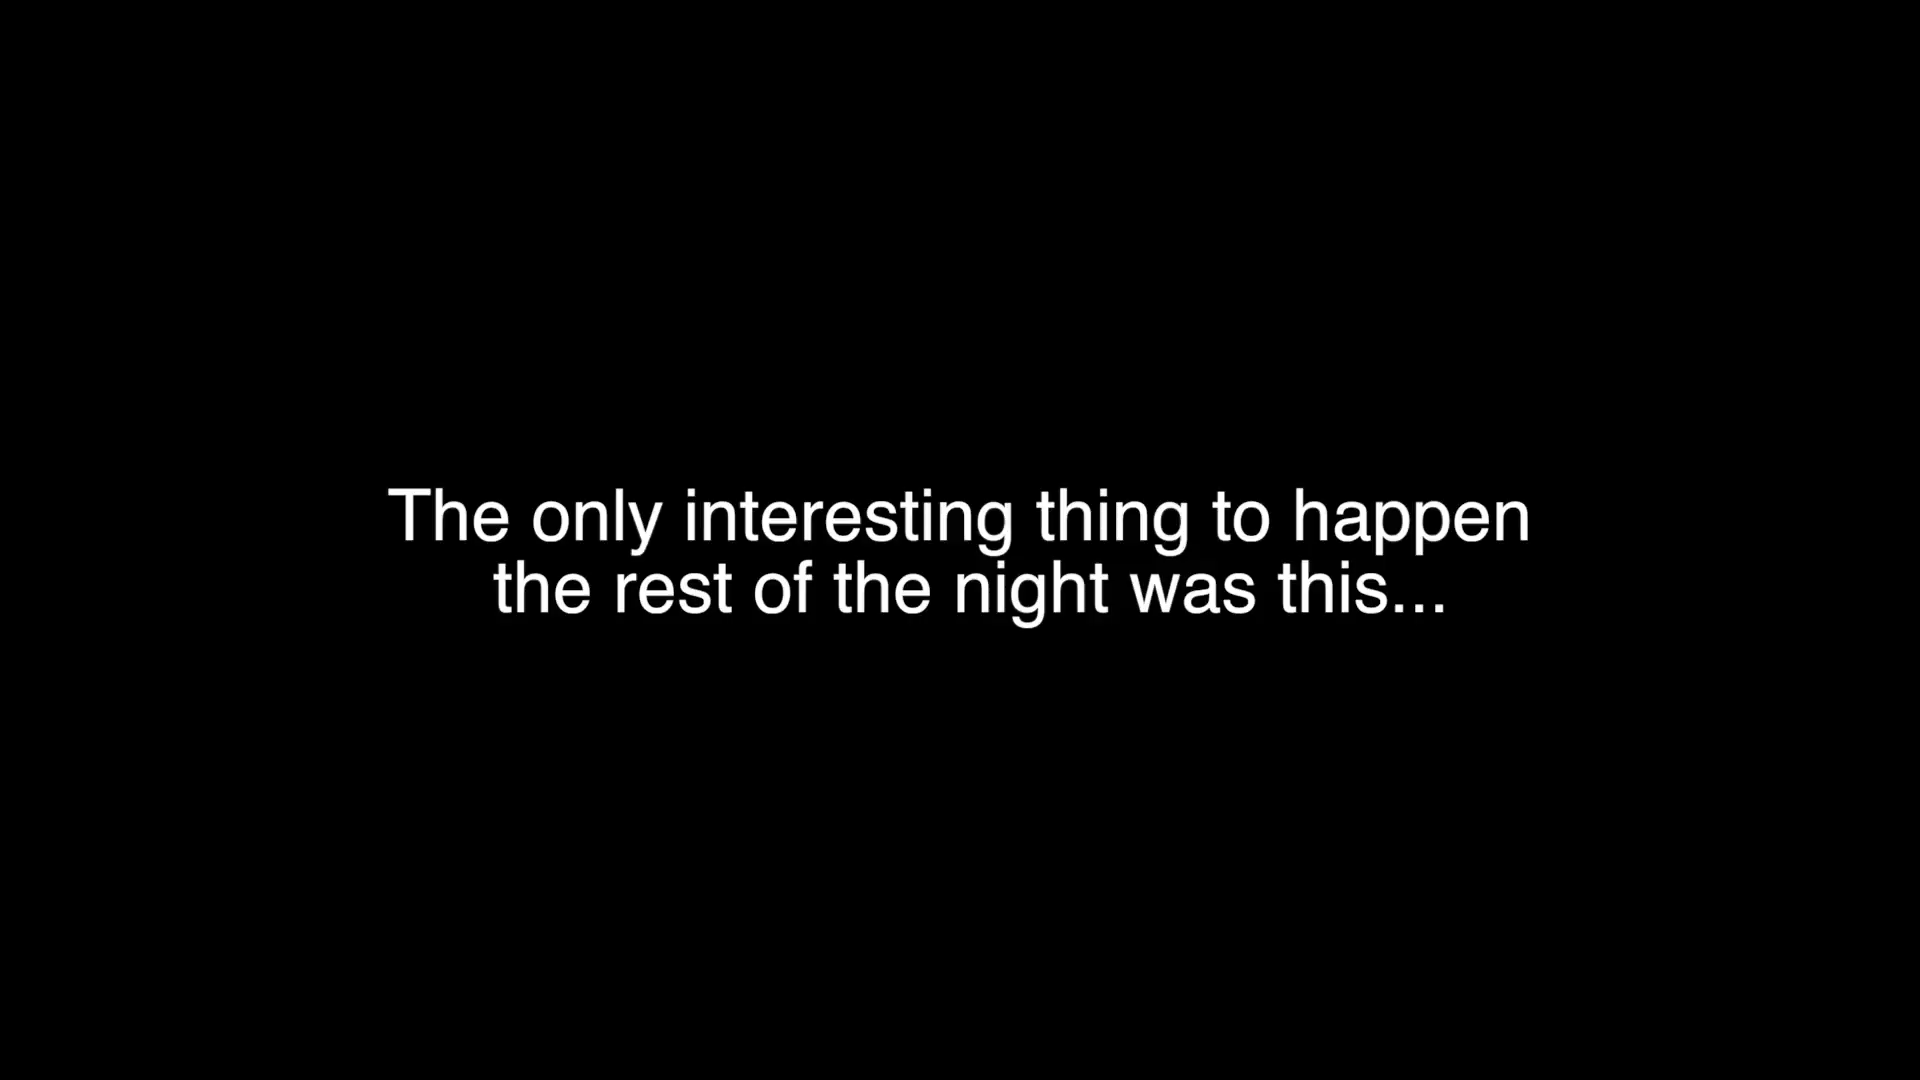 The only interesting thing to happen
the rest of the night was this...